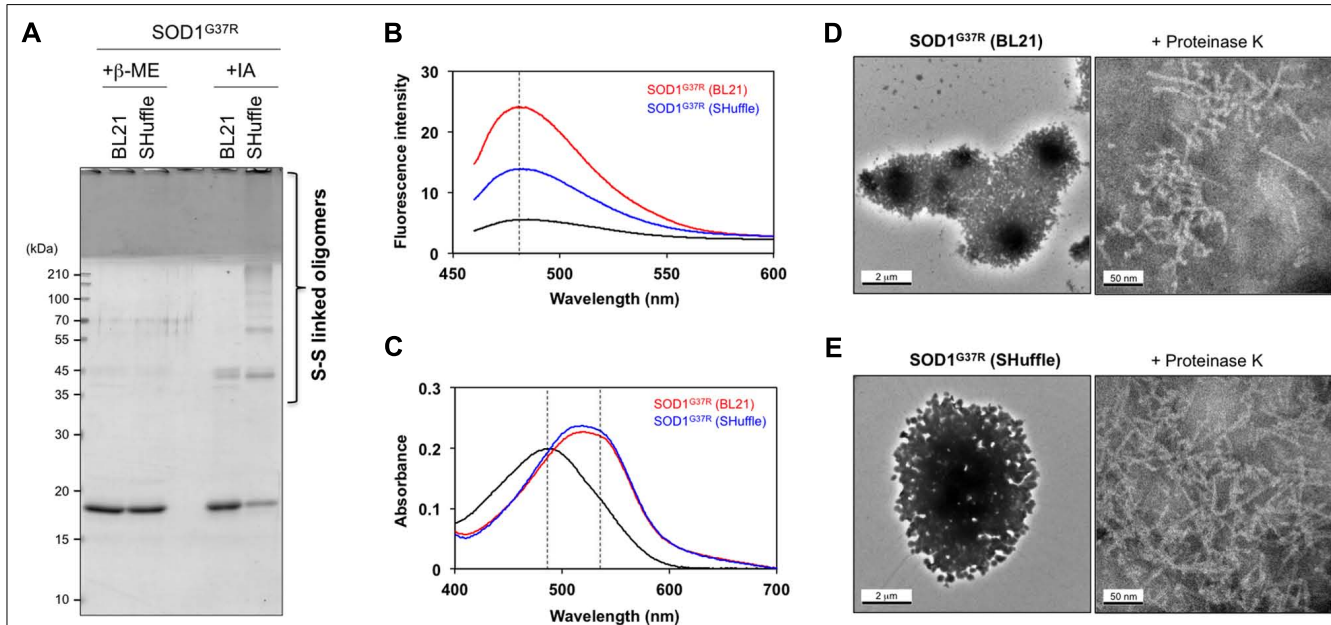 A
SOD1G37R
+β-ME
+IA
BL21
SHuffle
BL21
SHuffle
(kDa)
210
100
70
55
45
35
30
20
15
10
S-S linked oligomers
B
30
20
10
0
Fluorescence intensity
SOD1G37R (BL21)
SOD1G37R (SHuffle)
450
500
550
600
Wavelength (nm)
C
0.3
0.2
0.1
0
Absorbance
SOD1G37R (BL21)
SOD1G37R (SHuffle)
400
500
600
700
Wavelength (nm)
D
SOD1G37R (BL21)
+ Proteinase K
2 μm
50 nm
E
SOD1G37R (SHuffle)
+ Proteinase K
2 μm
50 nm